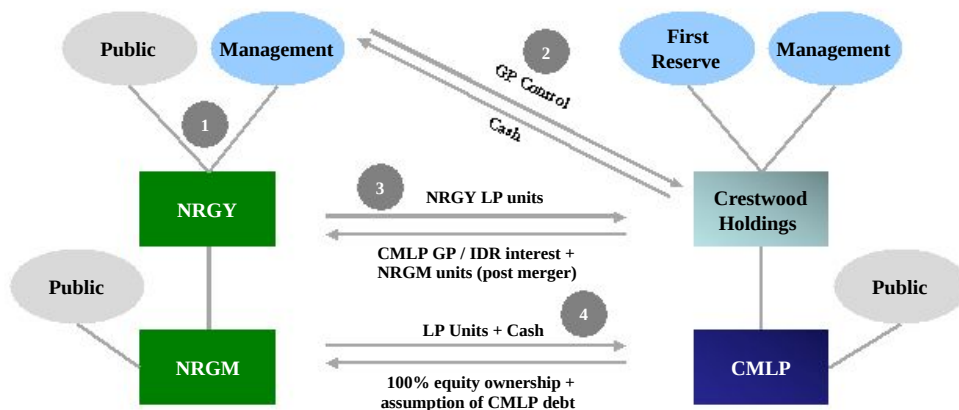 Public
Management
2
GP Control
Cash
First
Reserve
Management
1
NRGY
3
NRGY LP units
CMLP GP / IDR interest +
NRGM units (post merger)
Crestwood
Holdings
Public
NRGM
LP Units + Cash
4
100% equity ownership +
assumption of CMLP debt
CMLP
Public